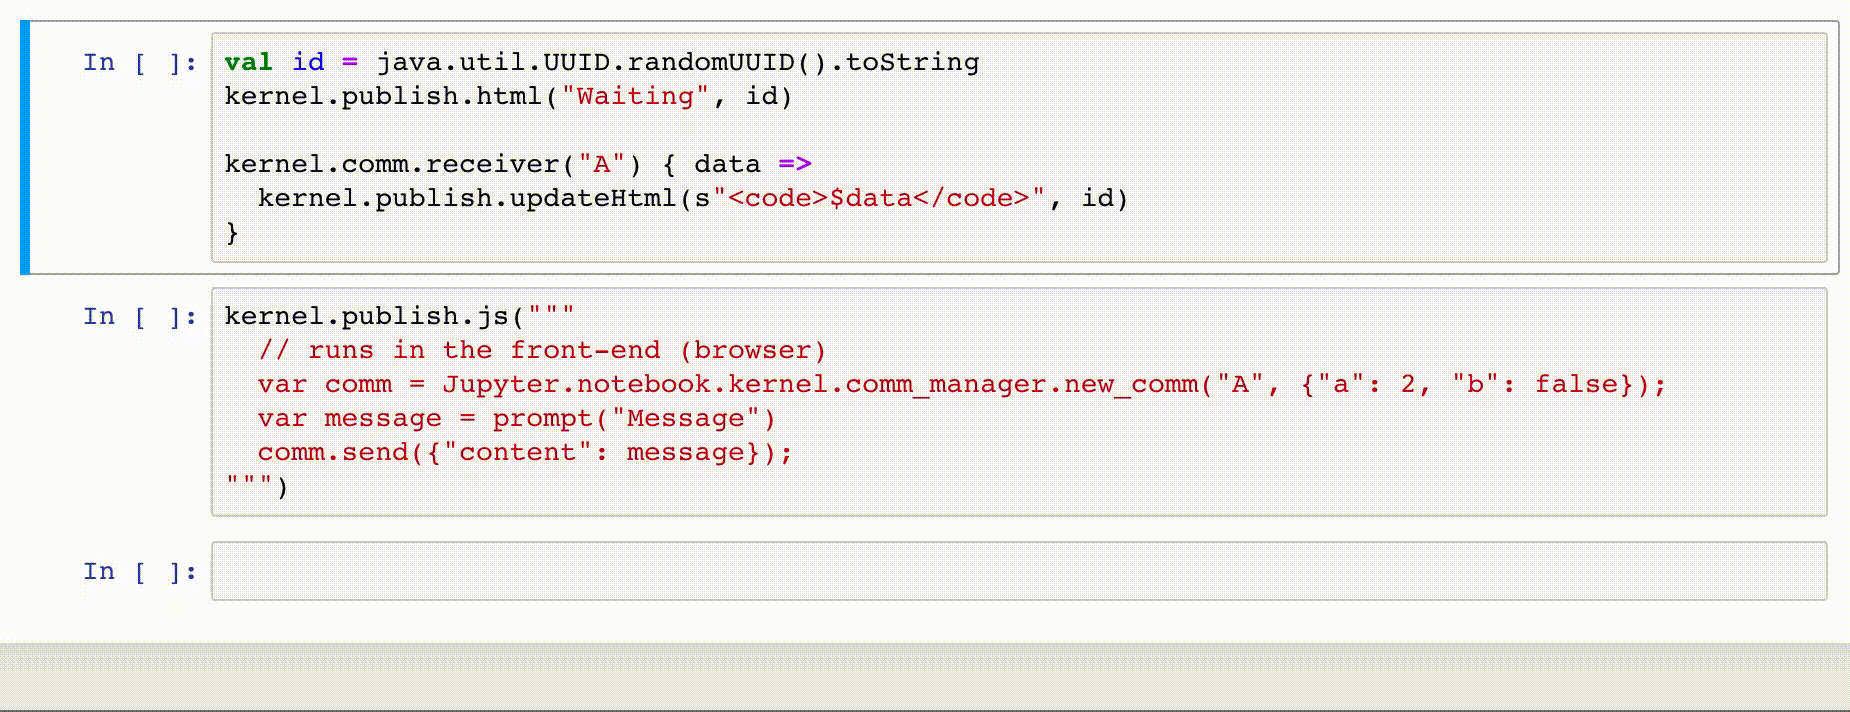 In [ ]: val id = java.util.UUID.randomUUID().toString
kernel.publish.html("Waiting", id)
kernel.comm.receiver("A") { data =>
  kernel.publish.updateHtml(s"<code>$data</code>", id)
}
In [ ]: kernel.publish.js("""
  // runs in the front-end (browser)
  var comm = Jupyter.notebook.kernel.comm_manager.new_comm("A", {"a": 2, "b": false});
  var message = prompt("Message")
  comm.send({"content": message});
""")
In [ ]: